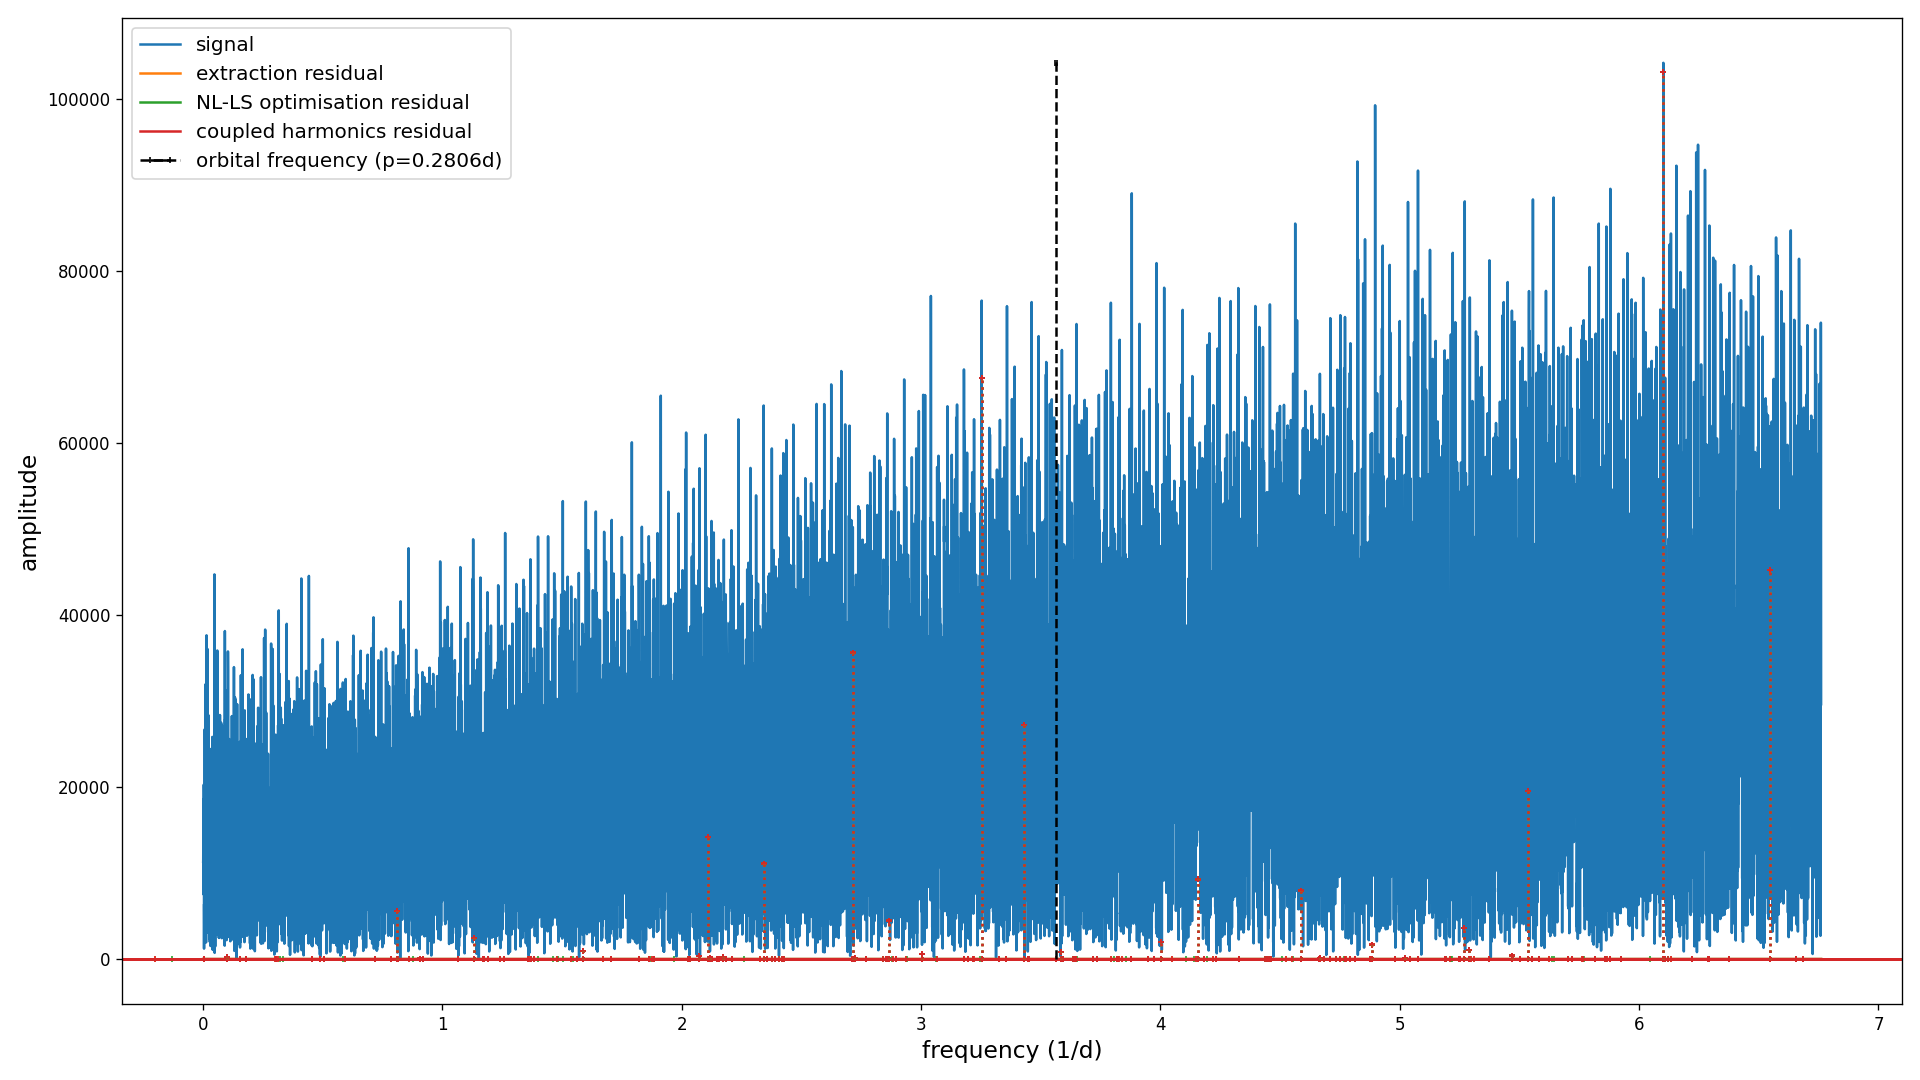 signal
extraction residual
NL-LS optimisation residual
coupled harmonics residual
orbital frequency (p=0.2806d)
100000
80000
60000
40000
20000
0
amplitude
0 1 2 3 4 5 6 7
frequency (1/d)